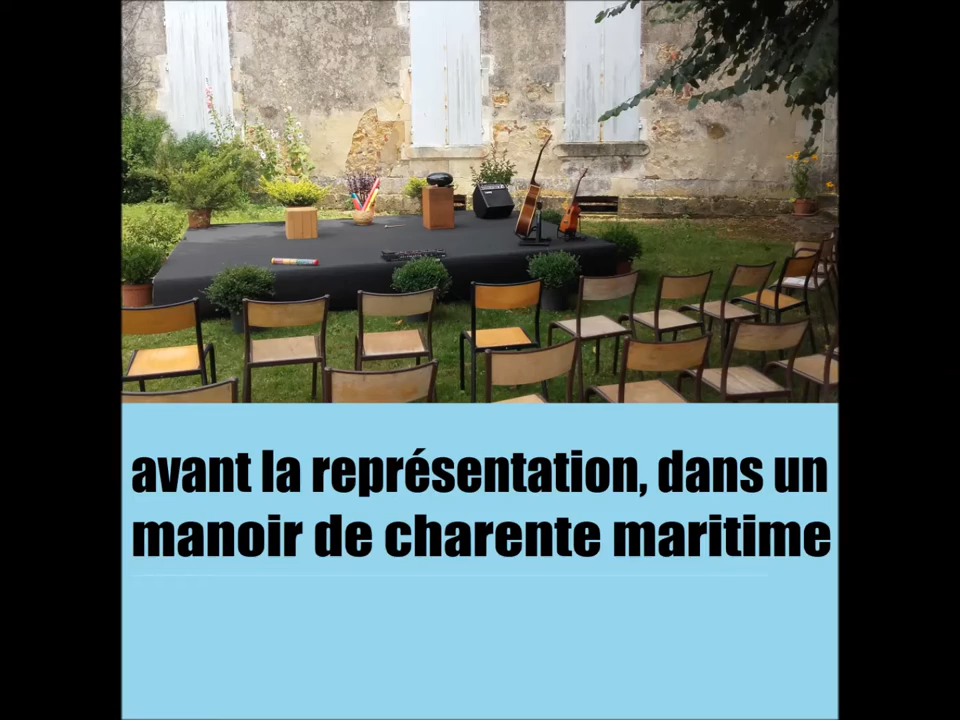 avant la représentation, dans un
manoir de charente maritime